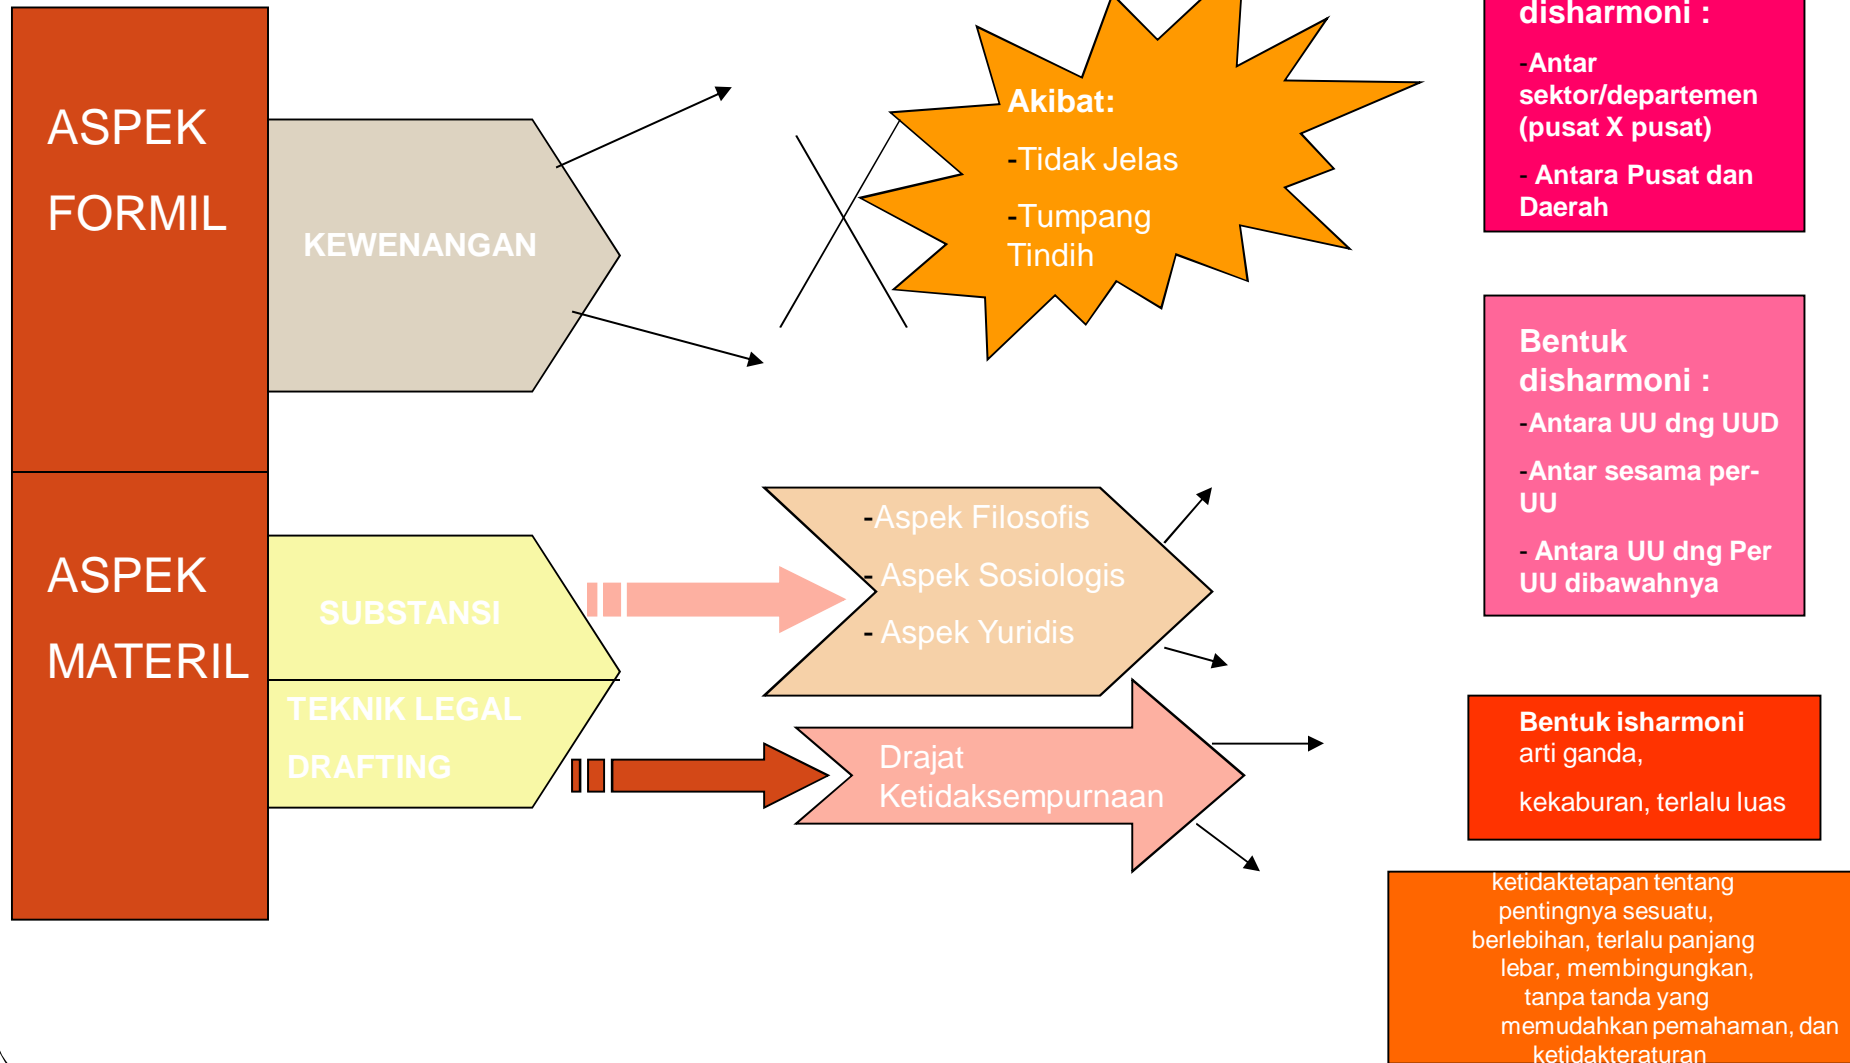 ASPEK
FORMIL
KEWENANGAN
Akibat:
-Tidak Jelas
-Tumpang
Tindih
disharmoni :
-Antar
sektor/departemen
(pusat X pusat)
- Antara Pusat dan
Daerah
Bentuk
disharmoni :
-Antara UU dng UUD
-Antar sesama per-
UU
- Antara UU dng Per
UU dibawahnya
ASPEK
MATERIL
SUBSTANSI
TEKNIK LEGAL
DRAFTING
-Aspek Filosofis
- Aspek Sosiologis
- Aspek Yuridis
Drajat
Ketidaksempurnaan
Bentuk isharmoni
arti ganda,
kekaburan, terlalu luas
ketidaktetapan tentang
pentingnya sesuatu,
berlebihan, terlalu panjang
lebar, membingungkan,
tanpa tanda yang
memudahkan pemahaman, dan
ketidakteraturan